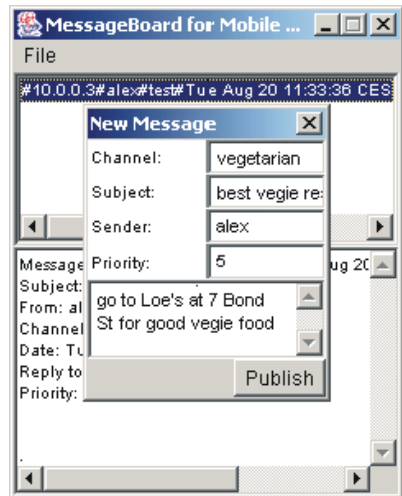 MessageBoard for Mobile ...
File
#10.0.0.3#alex#test#Tue Aug 20 11:33:36 CES
New Message
Channel: vegetarian
Subject: best vegie re
Sender: alex
Priority: 5
go to Loe's at 7 Bond
St for good vegie food
Publish
Message ug 20
Subject:
From: al
Channel
Date: Tu
Reply to
Priority:
.